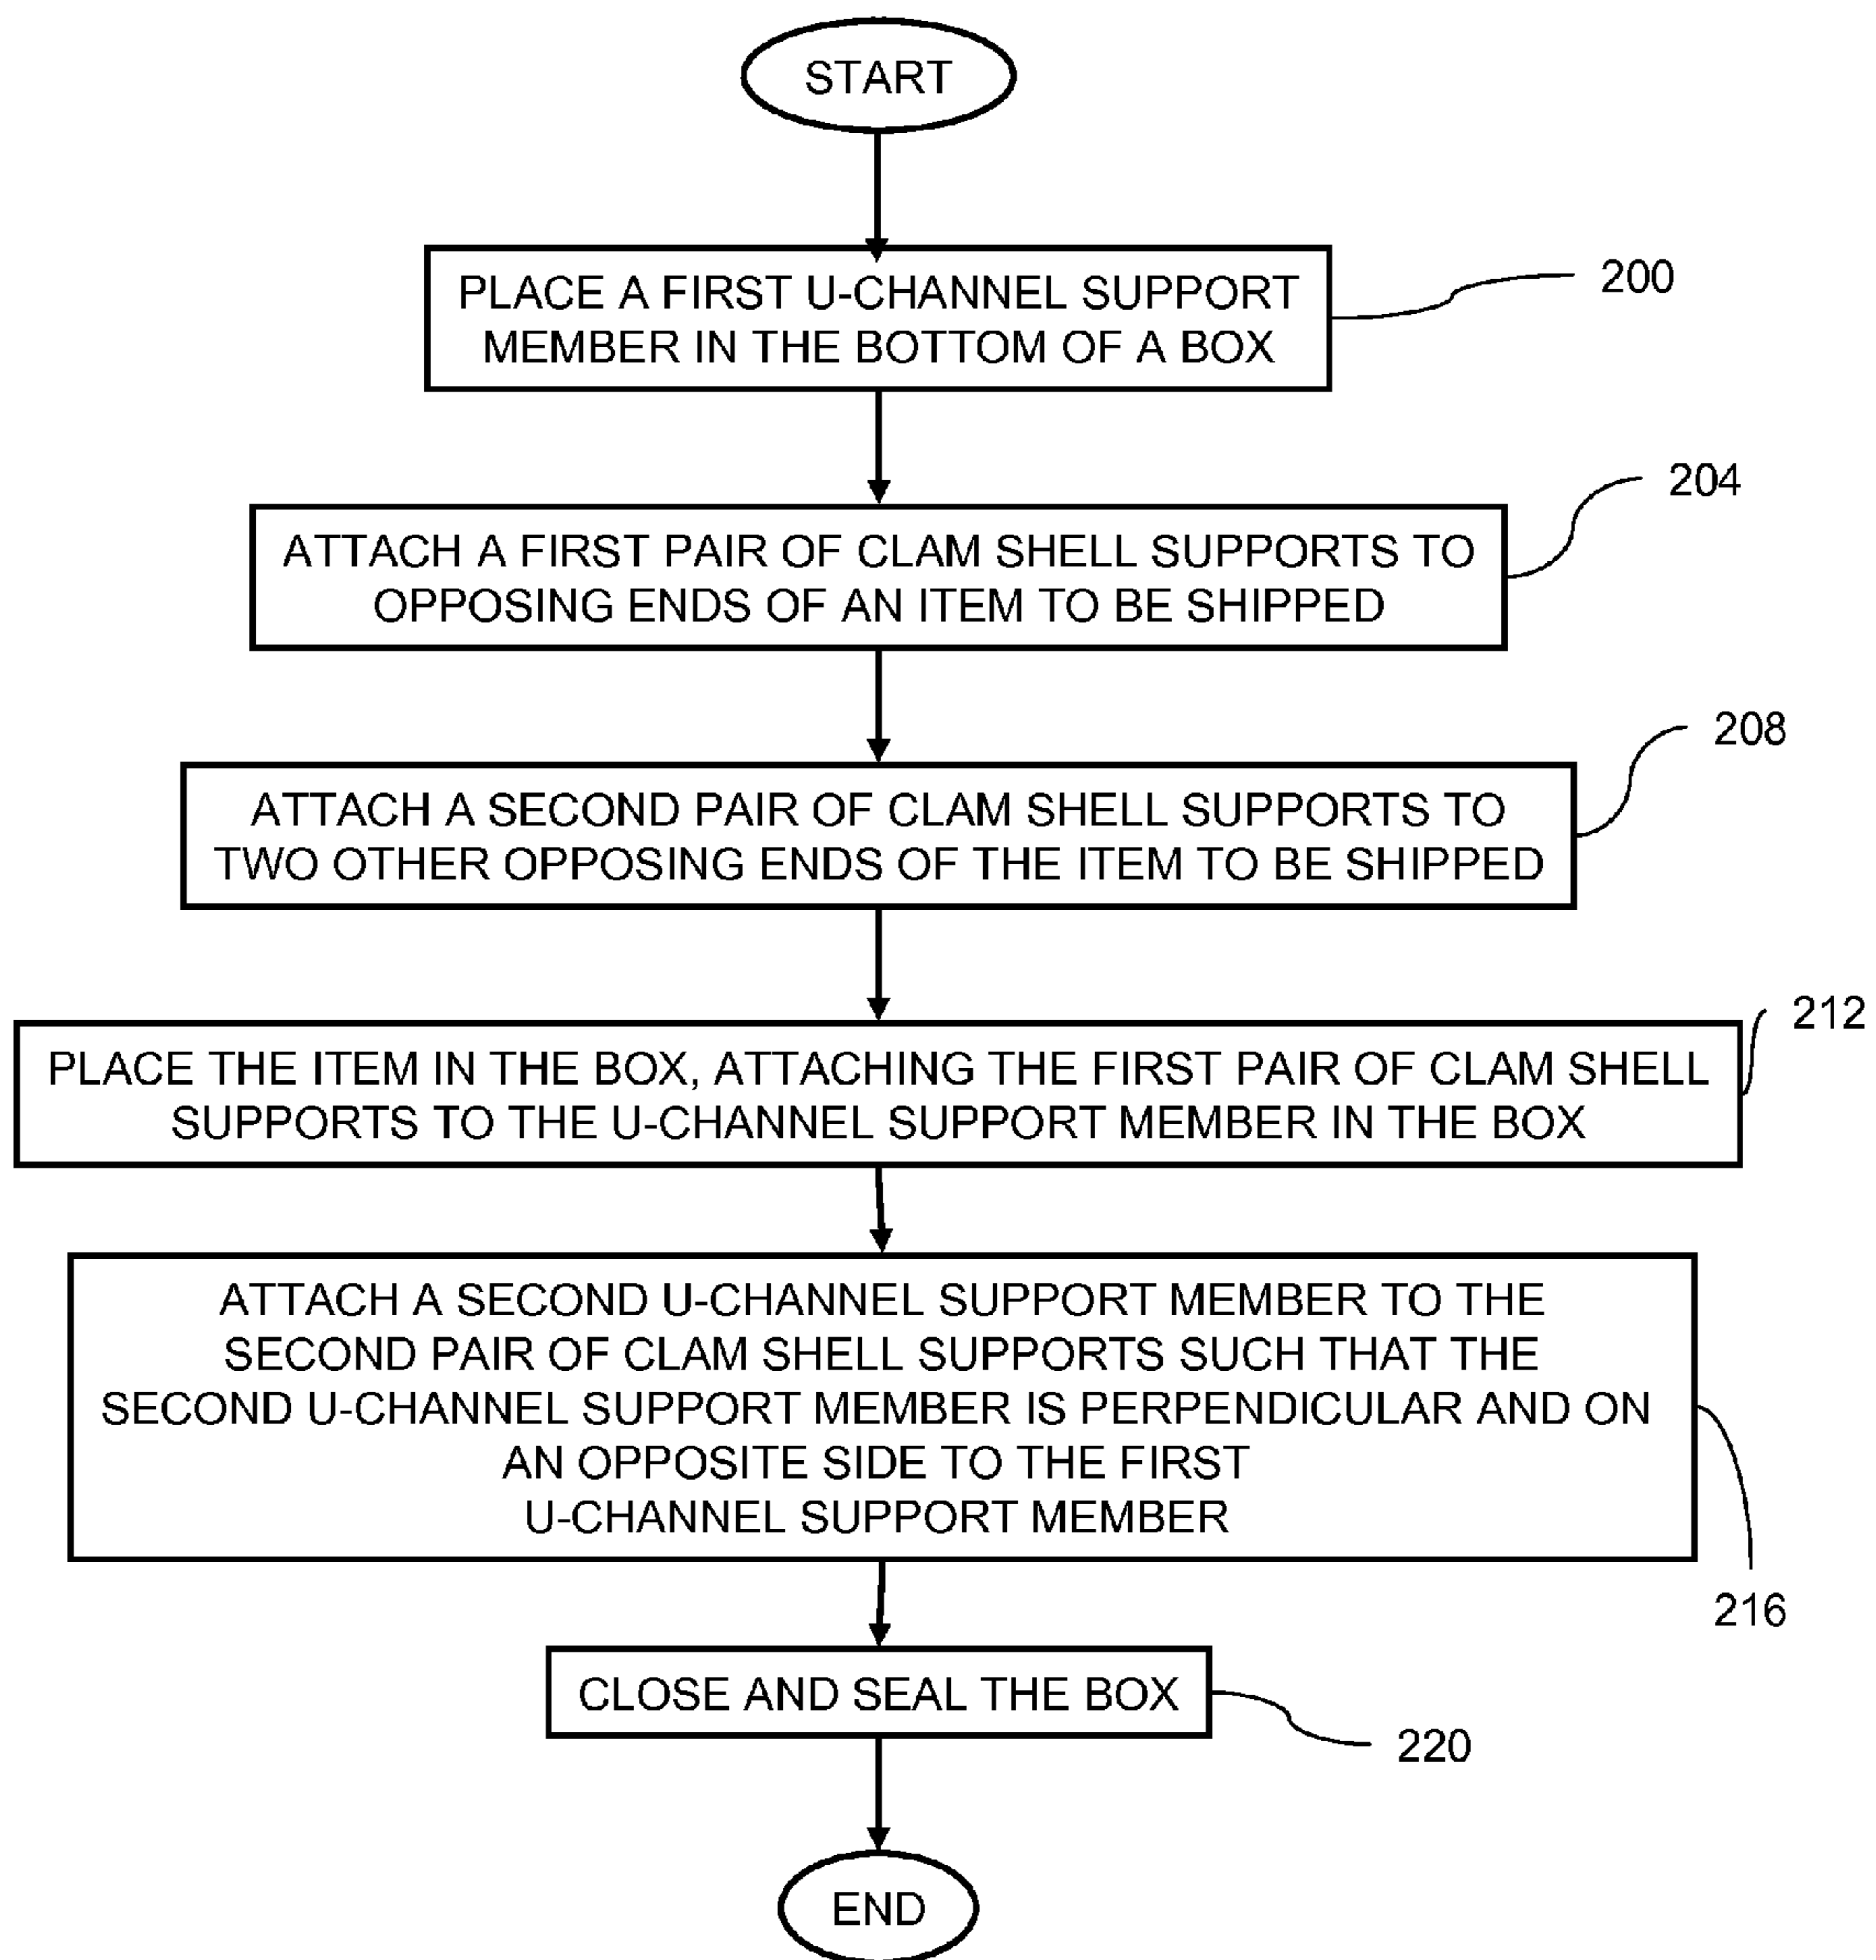 START
PLACE A FIRST U-CHANNEL SUPPORT
MEMBER IN THE BOTTOM OF A BOX
200
ATTACH A FIRST PAIR OF CLAM SHELL SUPPORTS TO
OPPOSING ENDS OF AN ITEM TO BE SHIPPED
204
ATTACH A SECOND PAIR OF CLAM SHELL SUPPORTS TO
TWO OTHER OPPOSING ENDS OF THE ITEM TO BE SHIPPED
208
PLACE THE ITEM IN THE BOX, ATTACHING THE FIRST PAIR OF CLAM SHELL
SUPPORTS TO THE U-CHANNEL SUPPORT MEMBER IN THE BOX
212
ATTACH A SECOND U-CHANNEL SUPPORT MEMBER TO THE
SECOND PAIR OF CLAM SHELL SUPPORTS SUCH THAT THE
SECOND U-CHANNEL SUPPORT MEMBER IS PERPENDICULAR AND ON
AN OPPOSITE SIDE TO THE FIRST
U-CHANNEL SUPPORT MEMBER
216
CLOSE AND SEAL THE BOX
220
END